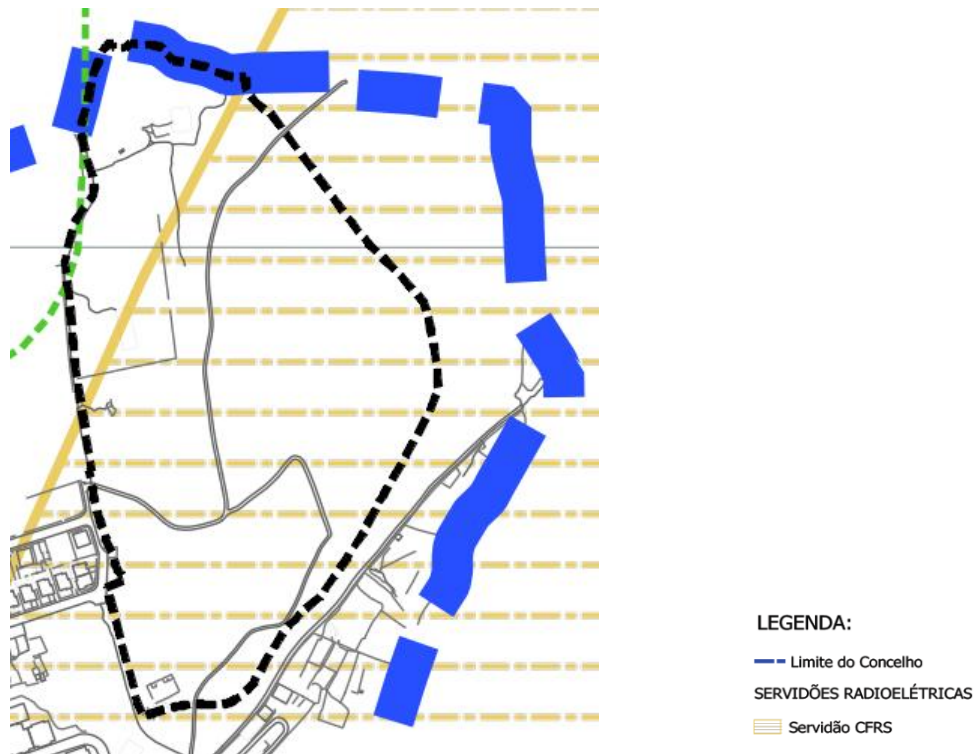 LEGENDA:
Limite do Concelho
SERVIDÕES RADIOELÉTRICAS
Servidão CFRS